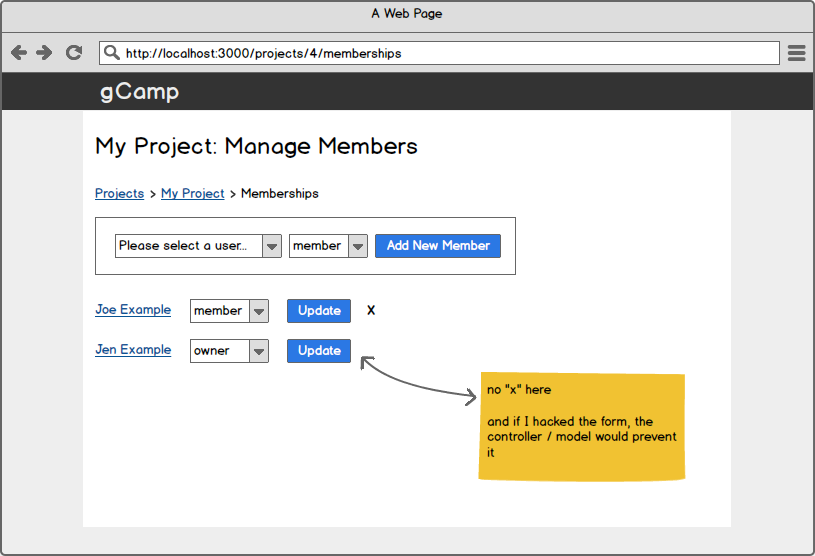 A Web Page
http://localhost:3000/projects/4/memberships
gCamp
My Project: Manage Members
Projects > My Project > Memberships
Please select a user... member Add New Member
Joe Example member Update X
Jen Example owner Update
no "x" here
and if I hacked the form, the
controller / model would prevent
it